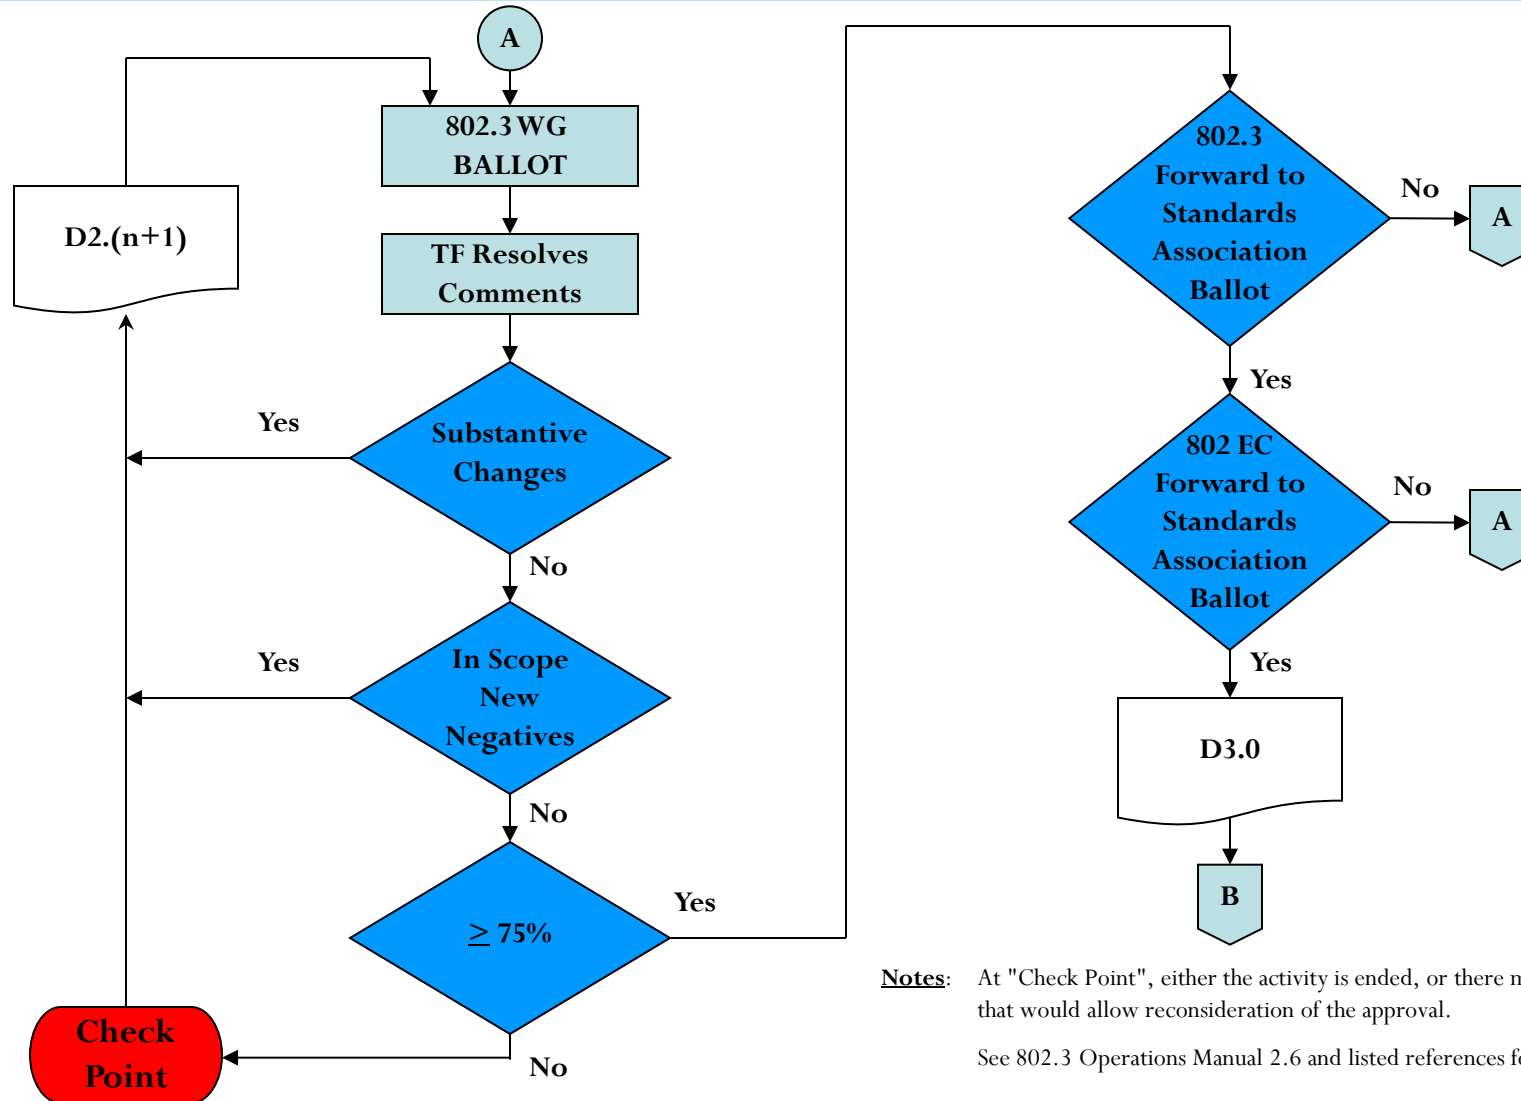 A
802.3 WG
BALLOT
D2.(n+1)
TF Resolves
Comments
Yes
Substantive
Changes
No
Yes
In Scope
New
Negatives
No
≥ 75%
Yes
Check
Point
No
802.3
Forward to
Standards
Association
Ballot
No
A
Yes
802 EC
Forward to
Standards
Association
Ballot
No
A
Yes
D3.0
B
Notes: At "Check Point", either the activity is ended, or there
that would allow reconsideration of the approval.
See 802.3 Operations Manual 2.6 and listed references